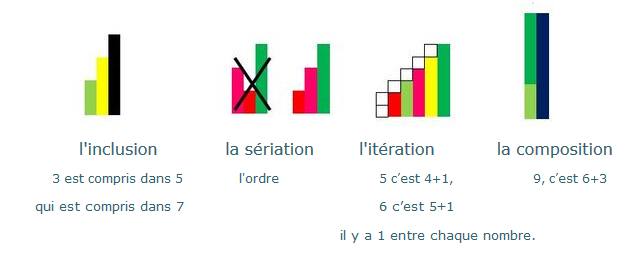 l'inclusion
3 est compris dans 5
qui est compris dans 7
la sériation
l'ordre
l'itération
5 c'est 4+1,
6 c’est 5+1
il y a 1 entre chaque nombre.
la composition
9, c'est 6+3